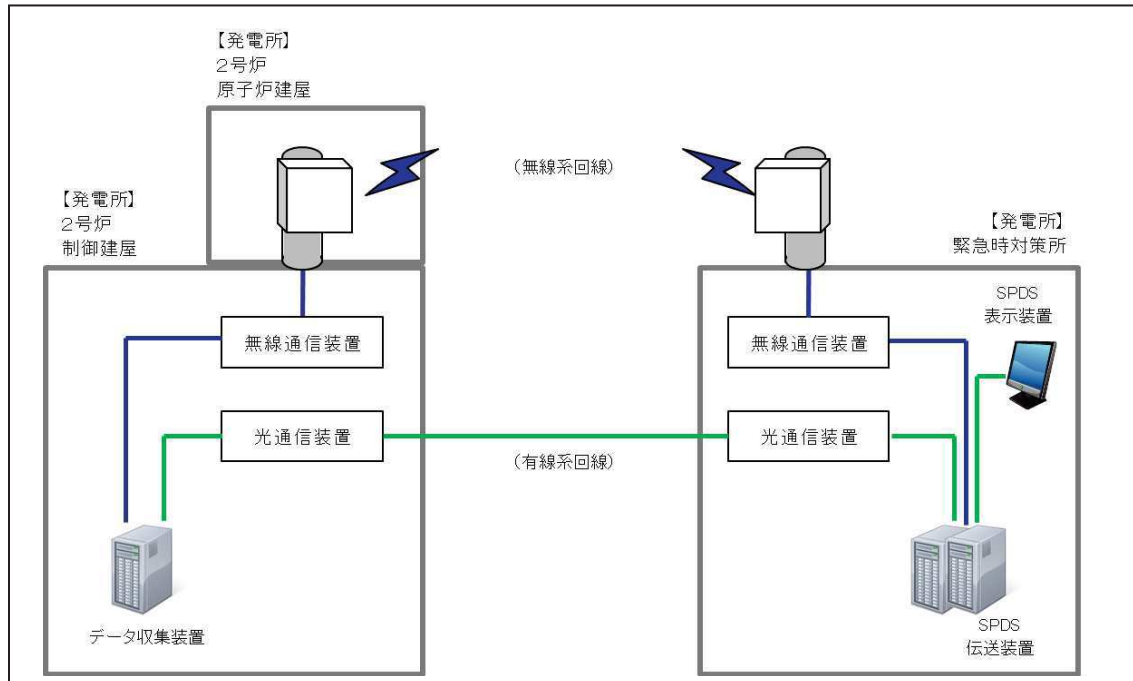 【発電所】
2号炉
原子炉建屋
(無線系回線)
【発電所】
2号炉
制御建屋
【発電所】
緊急時対策所
SPDS
表示装置
無線通信装置
無線通信装置
光通信装置
光通信装置
(有線系回線)
データ収集装置
SPDS
伝送装置